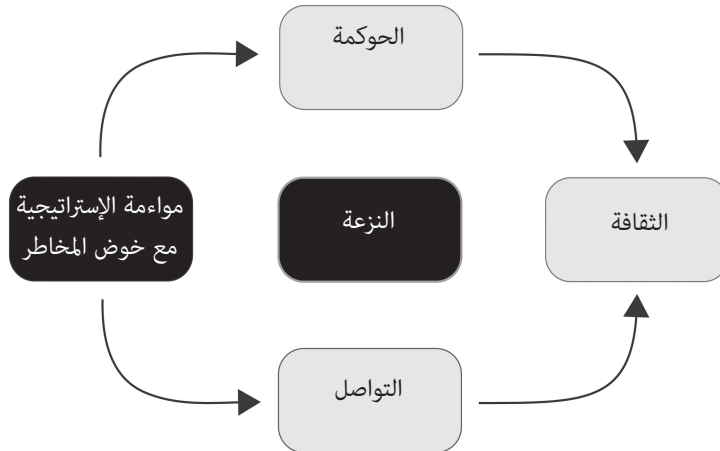 الحوكمة
مواءمة الإستراتيجية
مع خوض المخاطر
النزعة
الثقافة
التواصل